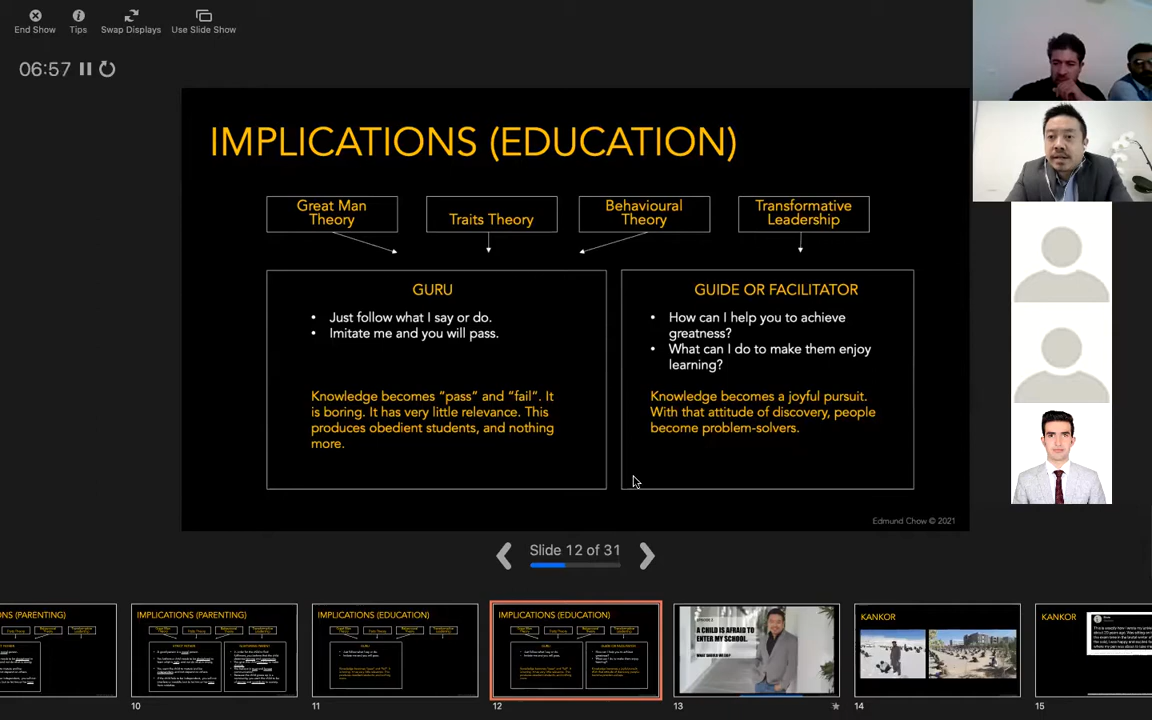 End Show
Tips
Swap Displays
Use Slide Show
06:57
IMPLICATIONS (EDUCATION)
Great Man
Theory
Traits Theory
Behavioural
Theory
Transformative
Leadership
GURU
• Just follow what I say or do.
• Imitate me and you will pass.
Knowledge becomes “pass” and “fail”. It
is boring. It has very little relevance. This
produces obedient students, and nothing
more.
GUIDE OR FACILITATOR
• How can I help you to achieve
greatness?
• What can I do to make them enjoy
learning?
Knowledge becomes a joyful pursuit.
With that attitude of discovery, people
become problem-solvers.
Edmund Chow © 2021
Slide 12 of 31
NS (PARENTING)
IMPLICATIONS (PARENTING)
IMPLICATIONS (EDUCATION)
IMPLICATIONS (EDUCATION)
A CHILD IS AFRAID TO
ENTER MY SCHOOL.
KANKOR
KANKOR
10
11
12
13
14
15